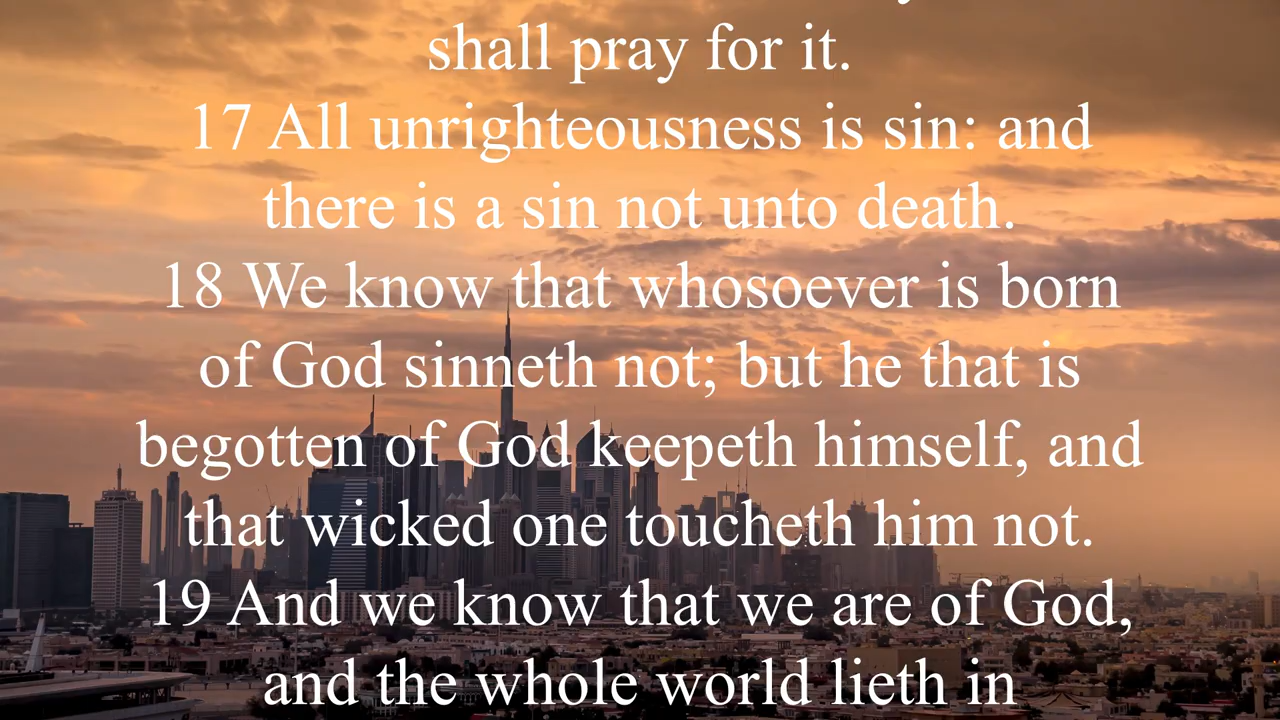 shall pray for it.
17 All unrighteousness is sin: and
there is a sin not unto death.
18 We know that whosoever is born
of God sinneth not; but he that is
begotten of God keepeth himself, and
that wicked one toucheth him not.
19 And we know that we are of God,
and the whole world lieth in